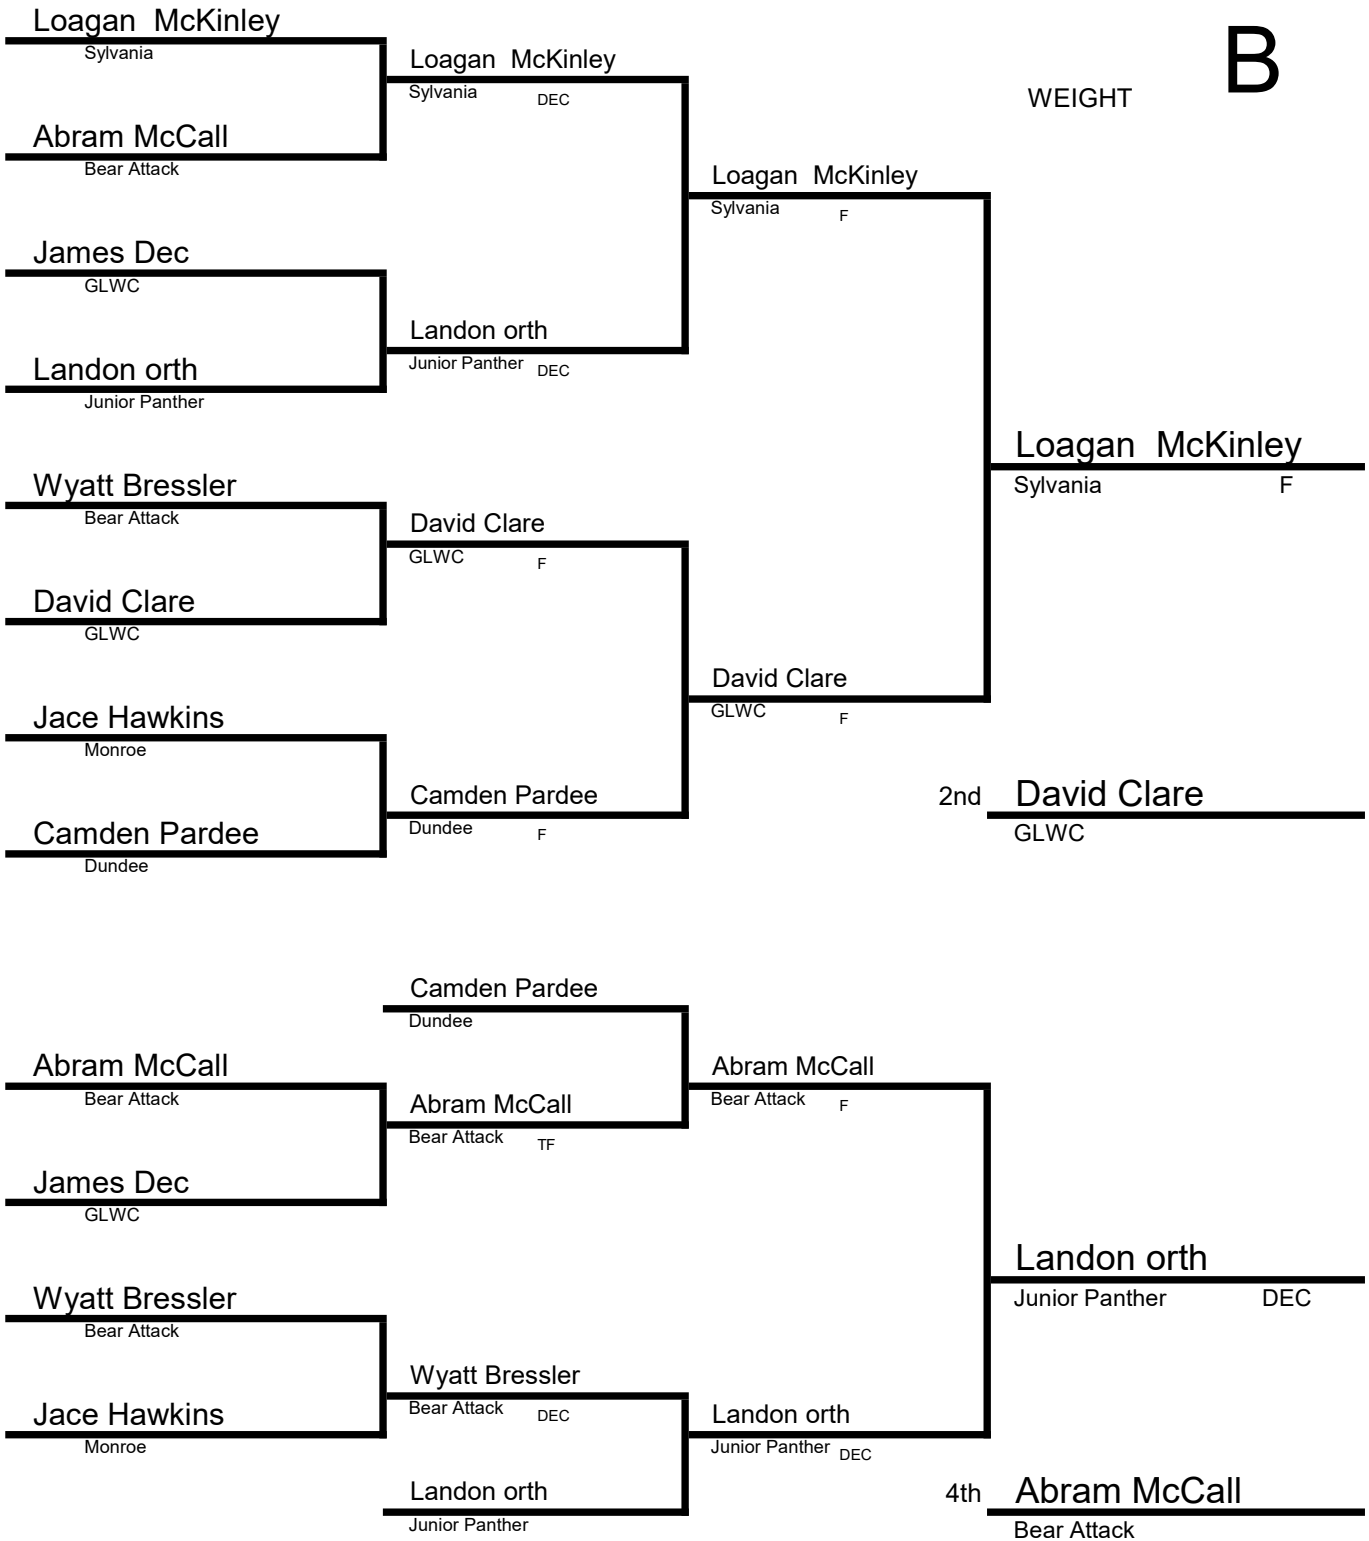 Loagan  McKinley
Sylvania
Abram McCall
Bear Attack
James Dec
GLWC
Landon orth
Junior Panther
Wyatt Bressler
Bear Attack
David Clare
GLWC
Jace Hawkins
Monroe
Camden Pardee
Dundee
Loagan  McKinley
Sylvania DEC
Landon orth
Junior Panther DEC
David Clare
GLWC F
Camden Pardee
Dundee F
Loagan  McKinley
Sylvania F
David Clare
GLWC F
WEIGHT B
Loagan  McKinley
Sylvania F
2nd David Clare
GLWC
Abram McCall
Bear Attack
James Dec
GLWC
Wyatt Bressler
Bear Attack
Jace Hawkins
Monroe
Camden Pardee
Dundee
Abram McCall
Bear Attack TF
Wyatt Bressler
Bear Attack DEC
Landon orth
Junior Panther
Abram McCall
Bear Attack F
Landon orth
Junior Panther DEC
Landon orth
Junior Panther DEC
4th Abram McCall
Bear Attack